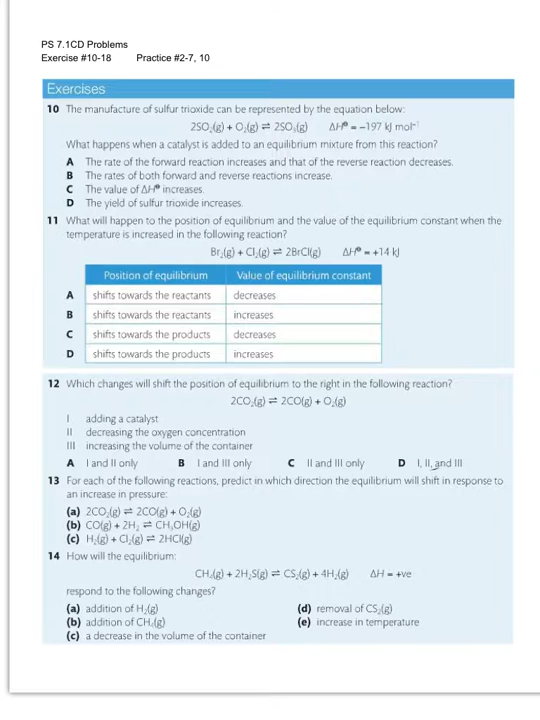 PS 7.1CD Problems
Exercise #10-18 Practice #2-7, 10
Exercises
10 The manufacture of sulfur trioxide can be represented by the equation below:
2SO₂(g) + O₂(g) ⇌ 2SO₃(g) ΔH° = −197 kJ mol⁻¹
What happens when a catalyst is added to an equilibrium mixture from this reaction?
A The rate of the forward reaction increases and that of the reverse reaction decreases.
B The rates of both forward and reverse reactions increase.
C The value of ΔH° increases.
D The yield of sulfur trioxide increases.
11 What will happen to the position of equilibrium and the value of the equilibrium constant when the
temperature is increased in the following reaction?
Br₂(g) + Cl₂(g) ⇌ 2BrCl(g) ΔH° = +14 kJ
Position of equilibrium Value of equilibrium constant
A shifts towards the reactants decreases
B shifts towards the reactants increases
C shifts towards the products decreases
D shifts towards the products increases
12 Which changes will shift the position of equilibrium to the right in the following reaction?
2CO₂(g) ⇌ 2CO(g) + O₂(g)
I adding a catalyst
II decreasing the oxygen concentration
III increasing the volume of the container
A I and II only B I and III only C II and III only D I, II, and III
13 For each of the following reactions, predict in which direction the equilibrium will shift in response to
an increase in pressure:
(a) 2CO₂(g) ⇌ 2CO(g) + O₂(g)
(b) CO(g) + 2H₂ ⇌ CH₃OH(g)
(c) H₂(g) + Cl₂(g) ⇌ 2HCl(g)
14 How will the equilibrium:
CH₄(g) + 2H₂S(g) ⇌ CS₂(g) + 4H₂(g) ΔH = +ve
respond to the following changes?
(a) addition of H₂(g) (d) removal of CS₂(g)
(b) addition of CH₄(g) (e) increase in temperature
(c) a decrease in the volume of the container